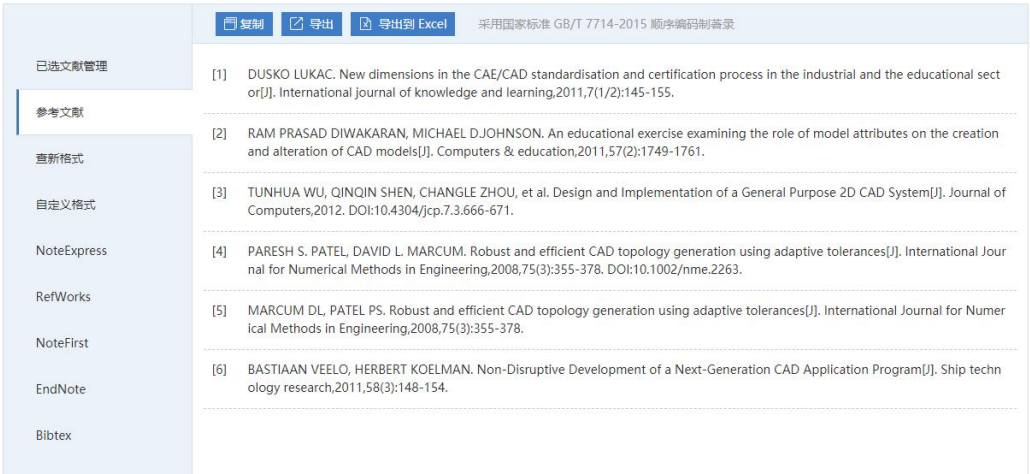 复制 导出 导出到 Excel 采用国家标准 GB/T 7714-2015 顺序编码制著录
已选文献管理
参考文献
查新格式
自定义格式
NoteExpress
RefWorks
NoteFirst
EndNote
Bibtex
[1] DUSKO LUKAC. New dimensions in the CAE/CAD standardisation and certification process in the industrial and the educational sect
or[J]. International journal of knowledge and learning,2011,7(1/2):145-155.
[2] RAM PRASAD DIWAKARAN, MICHAEL D.JOHNSON. An educational exercise examining the role of model attributes on the creation
and alteration of CAD models[J]. Computers & education,2011,57(2):1749-1761.
[3] TUNHUA WU, QINQIN SHEN, CHANGLE ZHOU, et al. Design and Implementation of a General Purpose 2D CAD System[J]. Journal of
Computers,2012. DOI:10.4304/jcp.7.3.666-671.
[4] PARESH S. PATEL, DAVID L. MARCUM. Robust and efficient CAD topology generation using adaptive tolerances[J]. International Jour
nal for Numerical Methods in Engineering,2008,75(3):355-378. DOI:10.1002/nme.2263.
[5] MARCUM DL, PATEL PS. Robust and efficient CAD topology generation using adaptive tolerances[J]. International Journal for Numer
ical Methods in Engineering,2008,75(3):355-378.
[6] BASTIAAN VEELO, HERBERT KOELMAN. Non-Disruptive Development of a Next-Generation CAD Application Program[J]. Ship techn
ology research,2011,58(3):148-154.